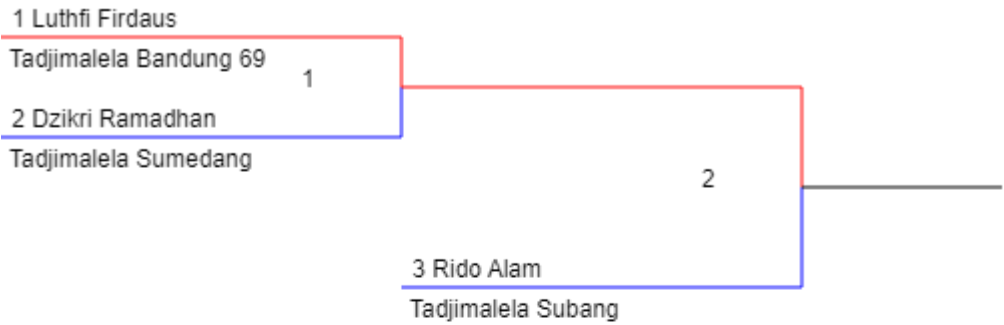 1 Luthfi Firdaus
Tadjimalela Bandung 69
1
2 Dzikri Ramadhan
Tadjimalela Sumedang
2
3 Rido Alam
Tadjimalela Subang